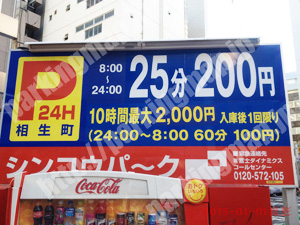 P
24H
相生町
8:00
~
24:00
25分 200円
10時間最大 2,000円 入庫後1回限り
(24:00~8:00 60分 100円)
シンコウパーク
コールセンター
0120-572-105
Coca-Cola